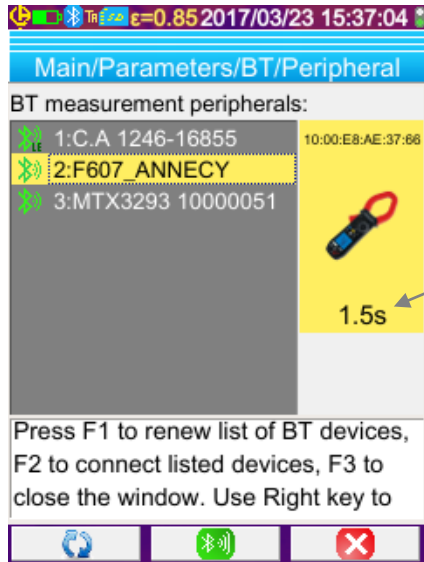 ε=0.85 2017/03/23 15:37:04
Main/Parameters/BT/Peripheral
BT measurement peripherals:
1:C.A 1246-16855
2:F607_ANNECY
3:MTX3293 10000051
10:00:E8:AE:37:66
1.5s
Press F1 to renew list of BT devices,
F2 to connect listed devices, F3 to
close the window. Use Right key to